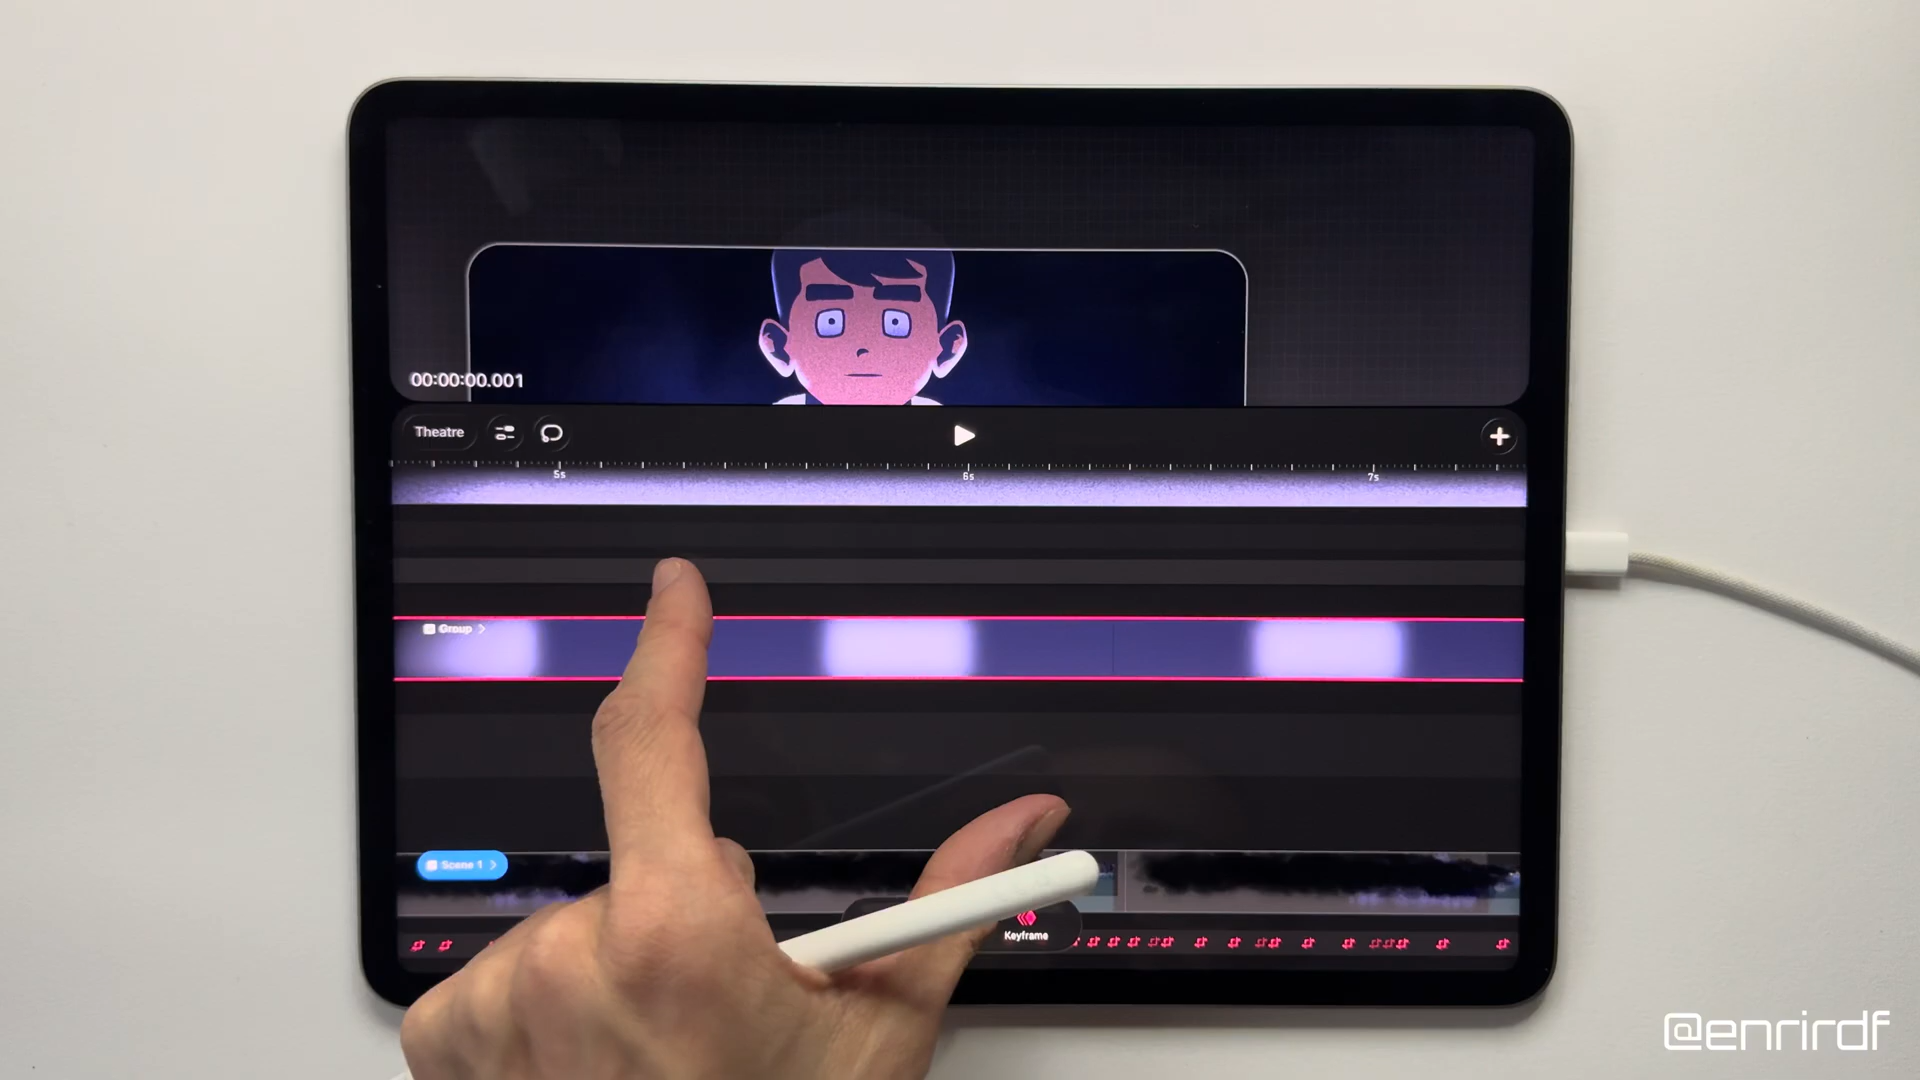 00:00:00.001
Theatre
5s 6s 7s
Group
Scene 1
Keyframe
@enrirdf